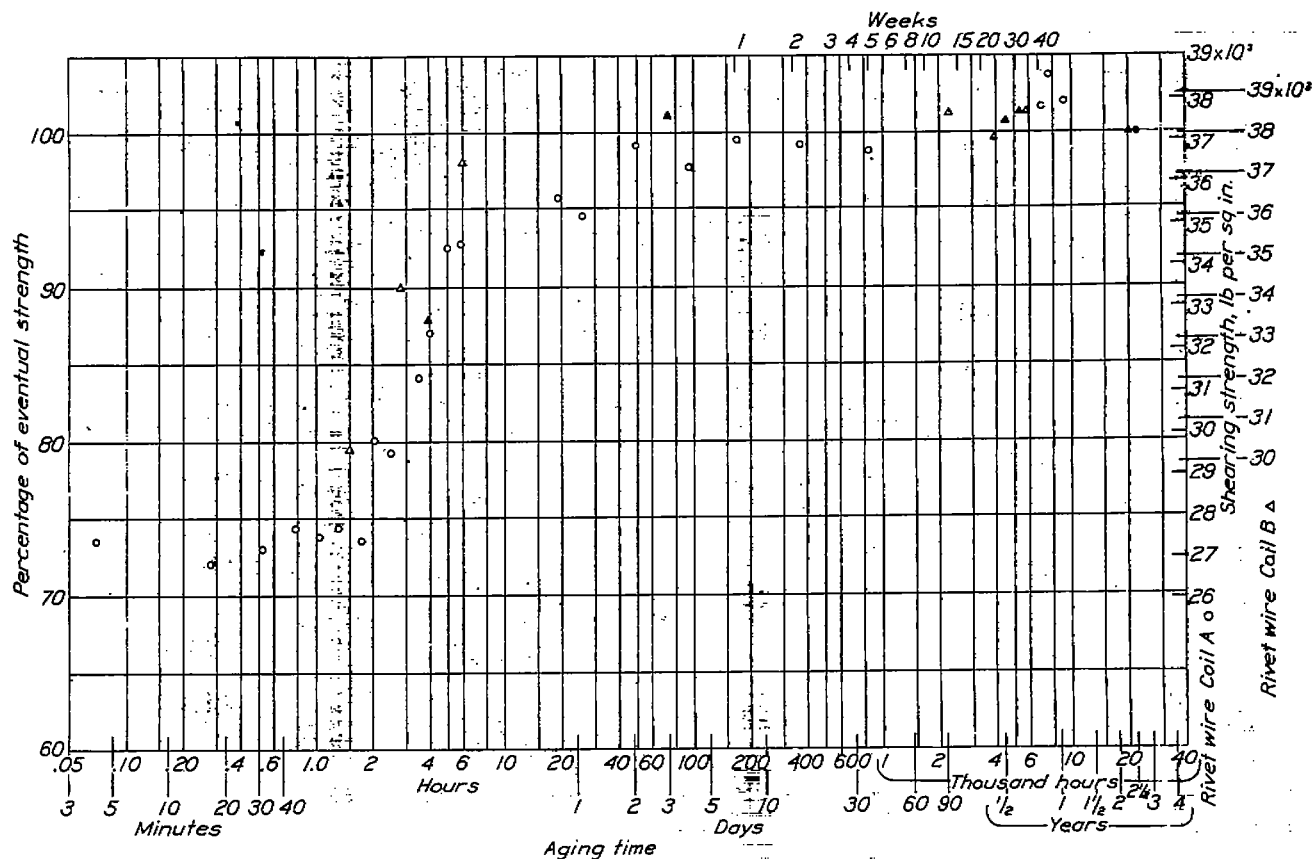 Weeks
1 2 3 4 5 6 8 10 15 20 30 40
39x10³
39x10³
38
37
36
35
34
33
32
31
30
29
28
27
26
38
37
36
35
34
33
32
31
30
Shearing strength, lb per sq in.
Rivet wire Coil A o
Rivet wire Coil B △
Percentage of eventual strength
100
90
80
70
60
.05 .10 .20 .4 .6 1.0 2 4 6 10 20 40 60 100 200 400 600 1 2 4 6 10 20 40
Hours
Thousand hours
3 5 10 20 30 40
1 2 3 5 10 30 60 90 1/2 1 1½ 2 2¼ 3 4
Minutes
Days
Years
Aging time